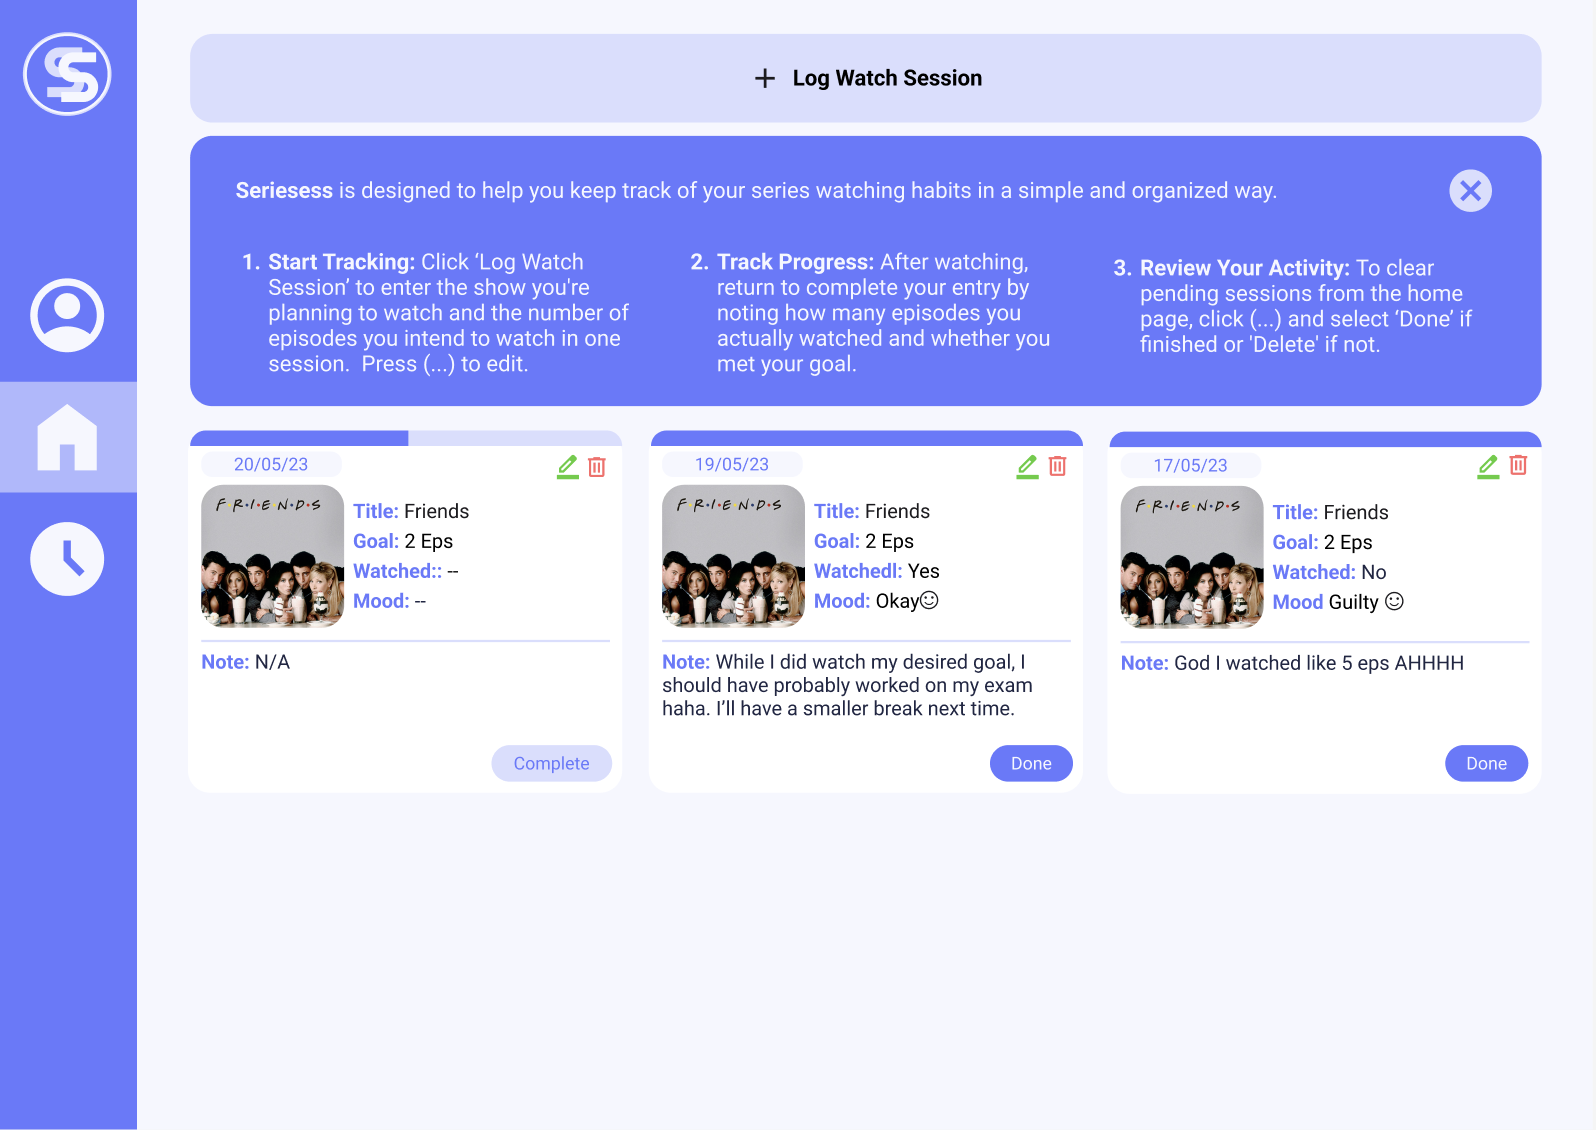 SS
+ Log Watch Session
Seriesess is designed to help you keep track of your series watching habits in a simple and organized way.
1. Start Tracking: Click ‘Log Watch
Session’ to enter the show you're
planning to watch and the number of
episodes you intend to watch in one
session.  Press (...) to edit.
2. Track Progress: After watching,
return to complete your entry by
noting how many episodes you
actually watched and whether you
met your goal.
3. Review Your Activity: To clear
pending sessions from the home
page, click (...) and select ‘Done’ if
finished or 'Delete' if not.
20/05/23
F·R·I·E·N·D·S
Title: Friends
Goal: 2 Eps
Watched:: --
Mood: --
Note: N/A
Complete
19/05/23
F·R·I·E·N·D·S
Title: Friends
Goal: 2 Eps
Watchedl: Yes
Mood: Okay☺
Note: While I did watch my desired goal, I
should have probably worked on my exam
haha. I’ll have a smaller break next time.
Done
17/05/23
F·R·I·E·N·D·S
Title: Friends
Goal: 2 Eps
Watched: No
Mood Guilty ☺
Note: God I watched like 5 eps AHHHH
Done